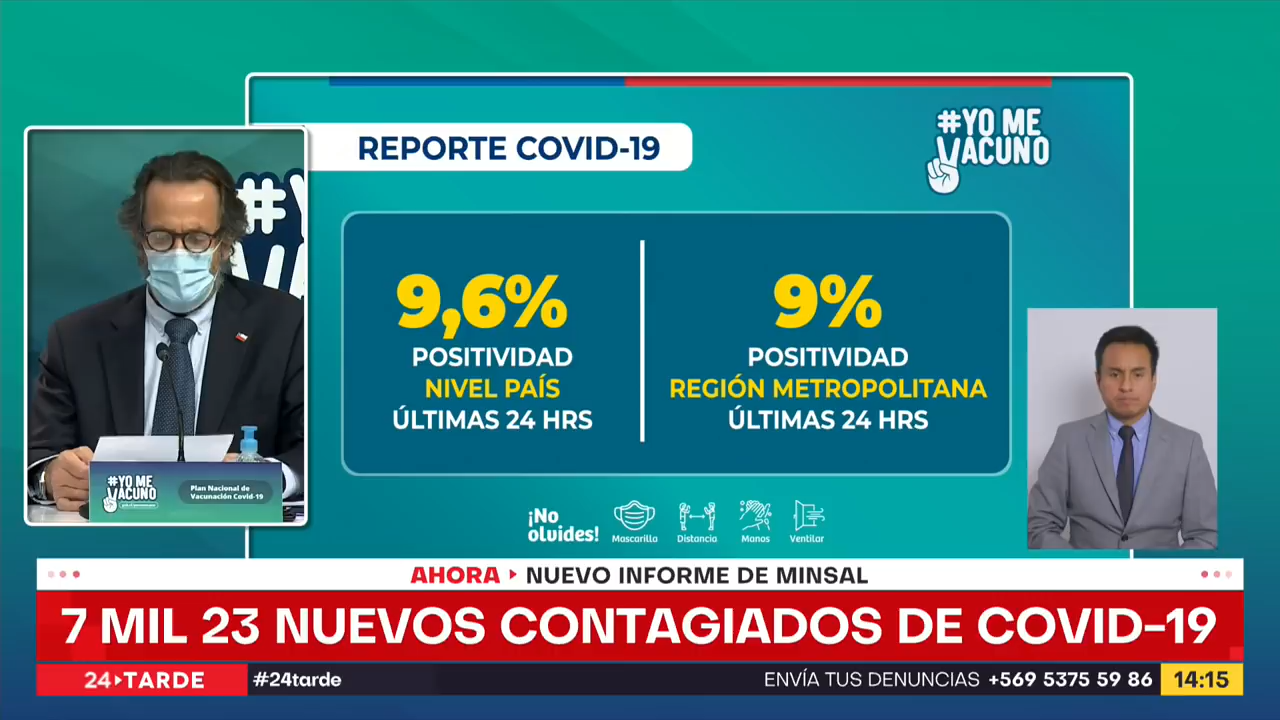 REPORTE COVID-19
#YO ME
VACUNO
#Y
V
9,6%
POSITIVIDAD
NIVEL PAÍS
ÚLTIMAS 24 HRS
9%
POSITIVIDAD
REGIÓN METROPOLITANA
ÚLTIMAS 24 HRS
#YO ME
VACUNO
Plan Nacional de
Vacunación Covid-19
¡No
olvides!
Mascarilla
Distancia
Manos
Ventilar
AHORA NUEVO INFORME DE MINSAL
7 MIL 23 NUEVOS CONTAGIADOS DE COVID-19
24 TARDE
#24tarde
ENVÍA TUS DENUNCIAS +569 5375 59 86
14:15